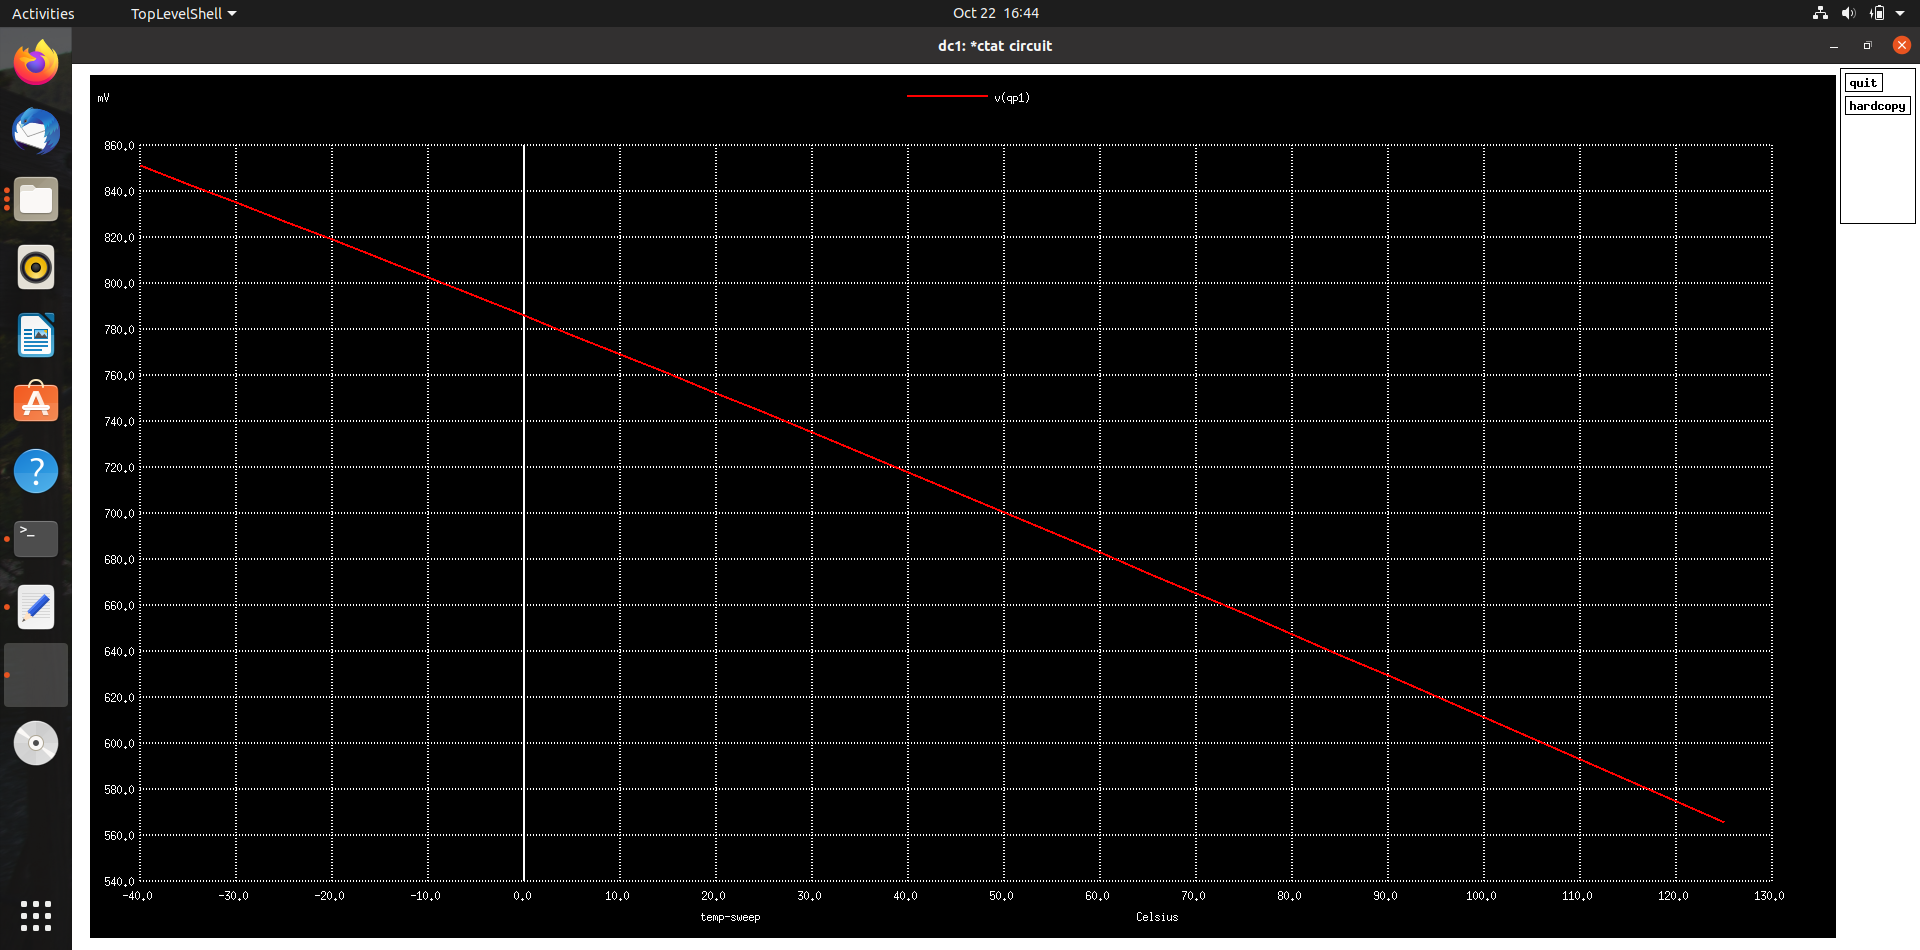 Activities
TopLevelShell
Oct 22 16:44
dc1: *ctat circuit
quit
hardcopy
mV
v(qp1)
860.0
840.0
820.0
800.0
780.0
760.0
740.0
720.0
700.0
680.0
660.0
640.0
620.0
600.0
580.0
560.0
540.0
-40.0 -30.0 -20.0 -10.0 0.0 10.0 20.0 30.0 40.0 50.0 60.0 70.0 80.0 90.0 100.0 110.0 120.0 130.0
temp-sweep Celsius